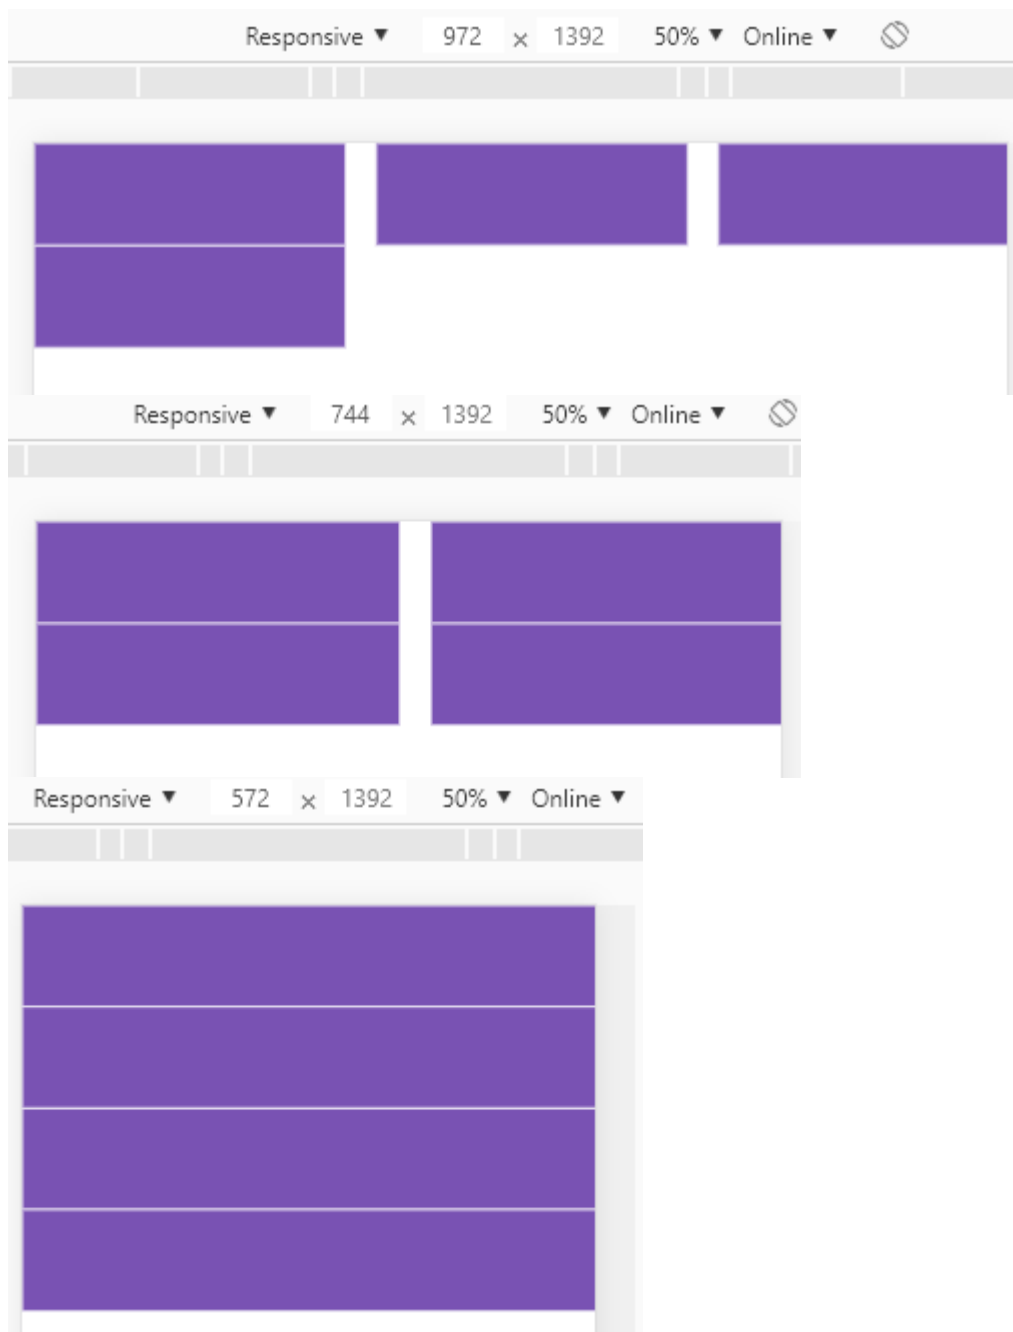 Responsive ▼ 972 × 1392 50% ▼ Online ▼
Responsive ▼ 744 × 1392 50% ▼ Online ▼
Responsive ▼ 572 × 1392 50% ▼ Online ▼